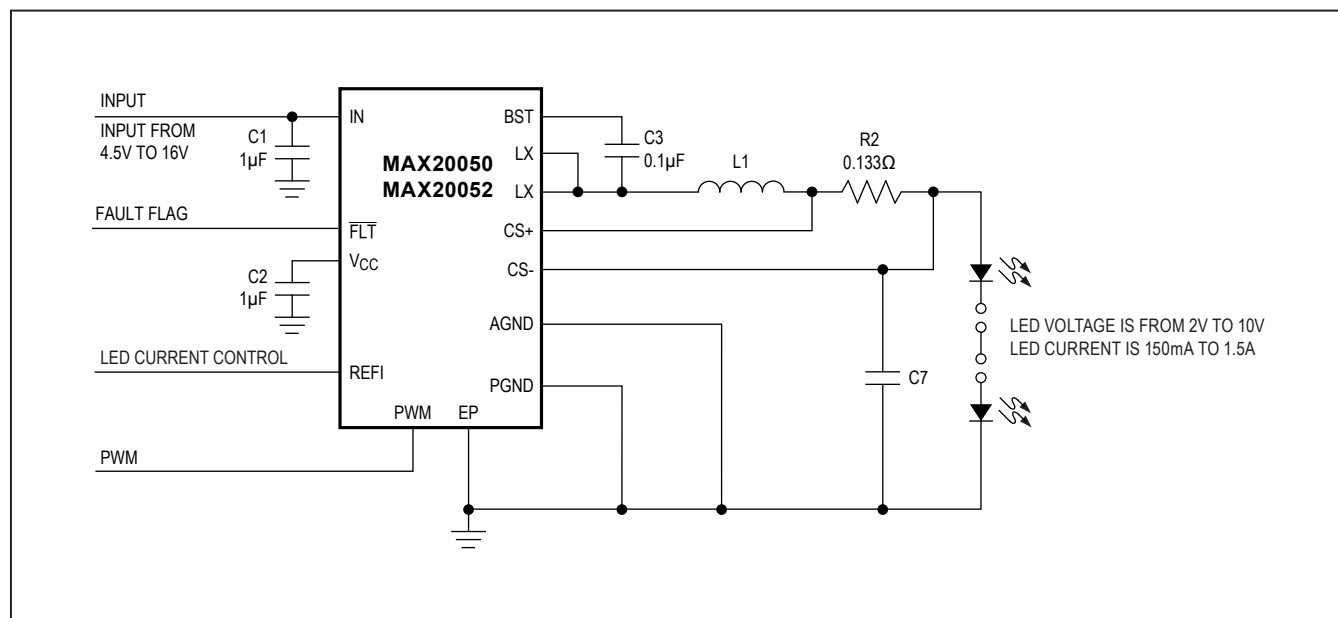 INPUT
INPUT FROM
4.5V TO 16V
C1
1µF
FAULT FLAG
C2
1µF
LED CURRENT CONTROL
PWM
IN
FLT
VCC
REFI
PWM
EP
MAX20050
MAX20052
BST
LX
LX
CS+
CS-
AGND
PGND
C3
0.1µF
L1
R2
0.133Ω
C7
LED VOLTAGE IS FROM 2V TO 10V
LED CURRENT IS 150mA TO 1.5A